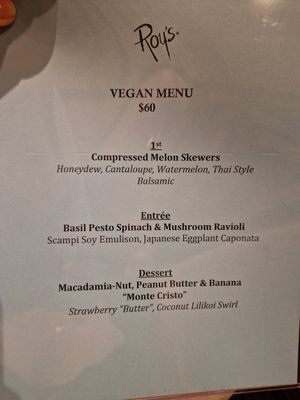 Roy's
VEGAN MENU
$60
1st
Compressed Melon Skewers
Honeydew, Cantaloupe, Watermelon, Thai Style
Balsamic
Entrée
Basil Pesto Spinach & Mushroom Ravioli
Scampi Soy Emulison, Japanese Eggplant Caponata
Dessert
Macadamia-Nut, Peanut Butter & Banana
“Monte Cristo”
Strawberry “Butter”, Coconut Lilikoi Swirl